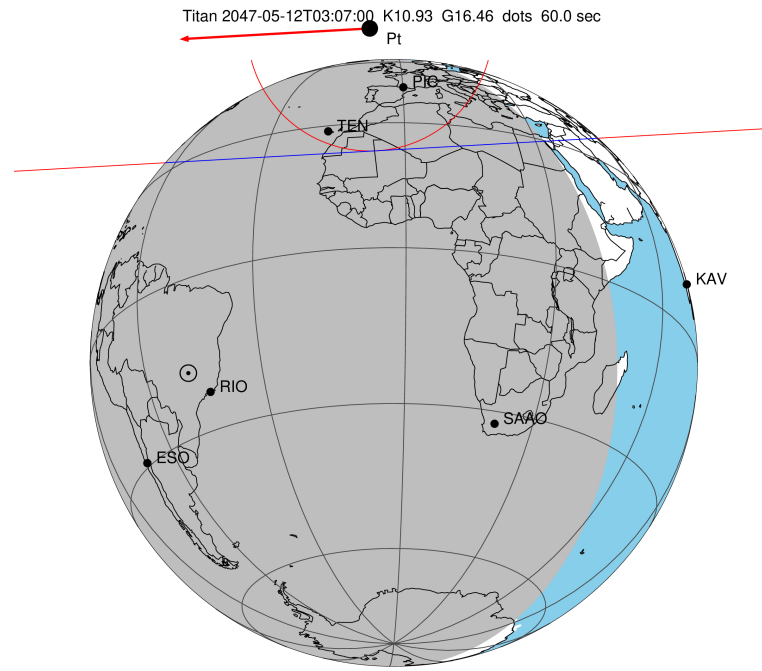 Titan 2047-05-12T03:07:00 K10.93 G16.46 dots 60.0 sec
Pt
PIC
TEN
KAV
RIO
SAAO
ESO